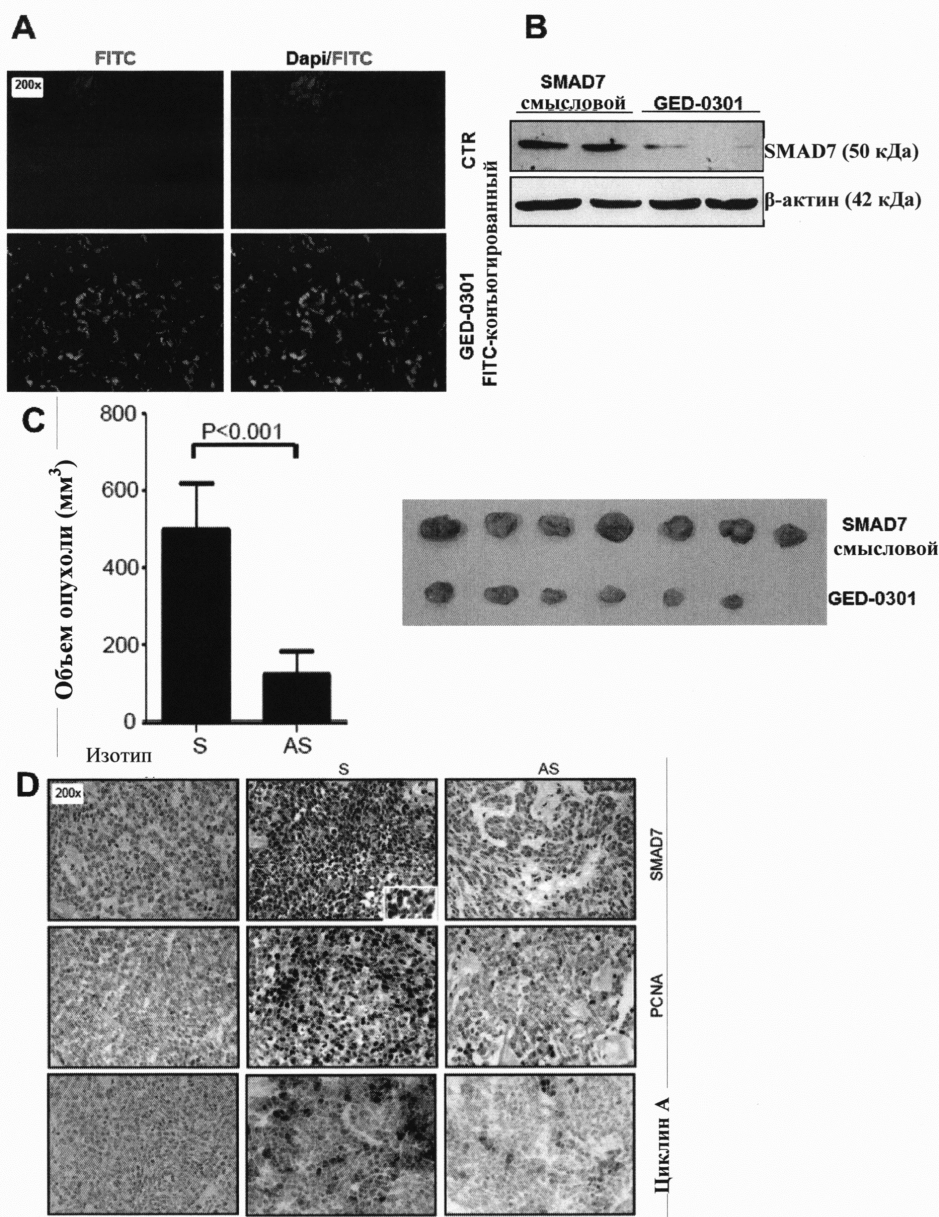 A
FITC
Dapi/FITC
200x
CTR
GED-0301
FITC-конъюгированный
B
SMAD7
смысловой
GED-0301
SMAD7 (50 кДа)
β-актин (42 кДа)
C
Объем опухоли (мм³)
800
600
400
200
0
P<0.001
S
AS
SMAD7
смысловой
GED-0301
D
Изотип
S
AS
200x
SMAD7
PCNA
Циклин А